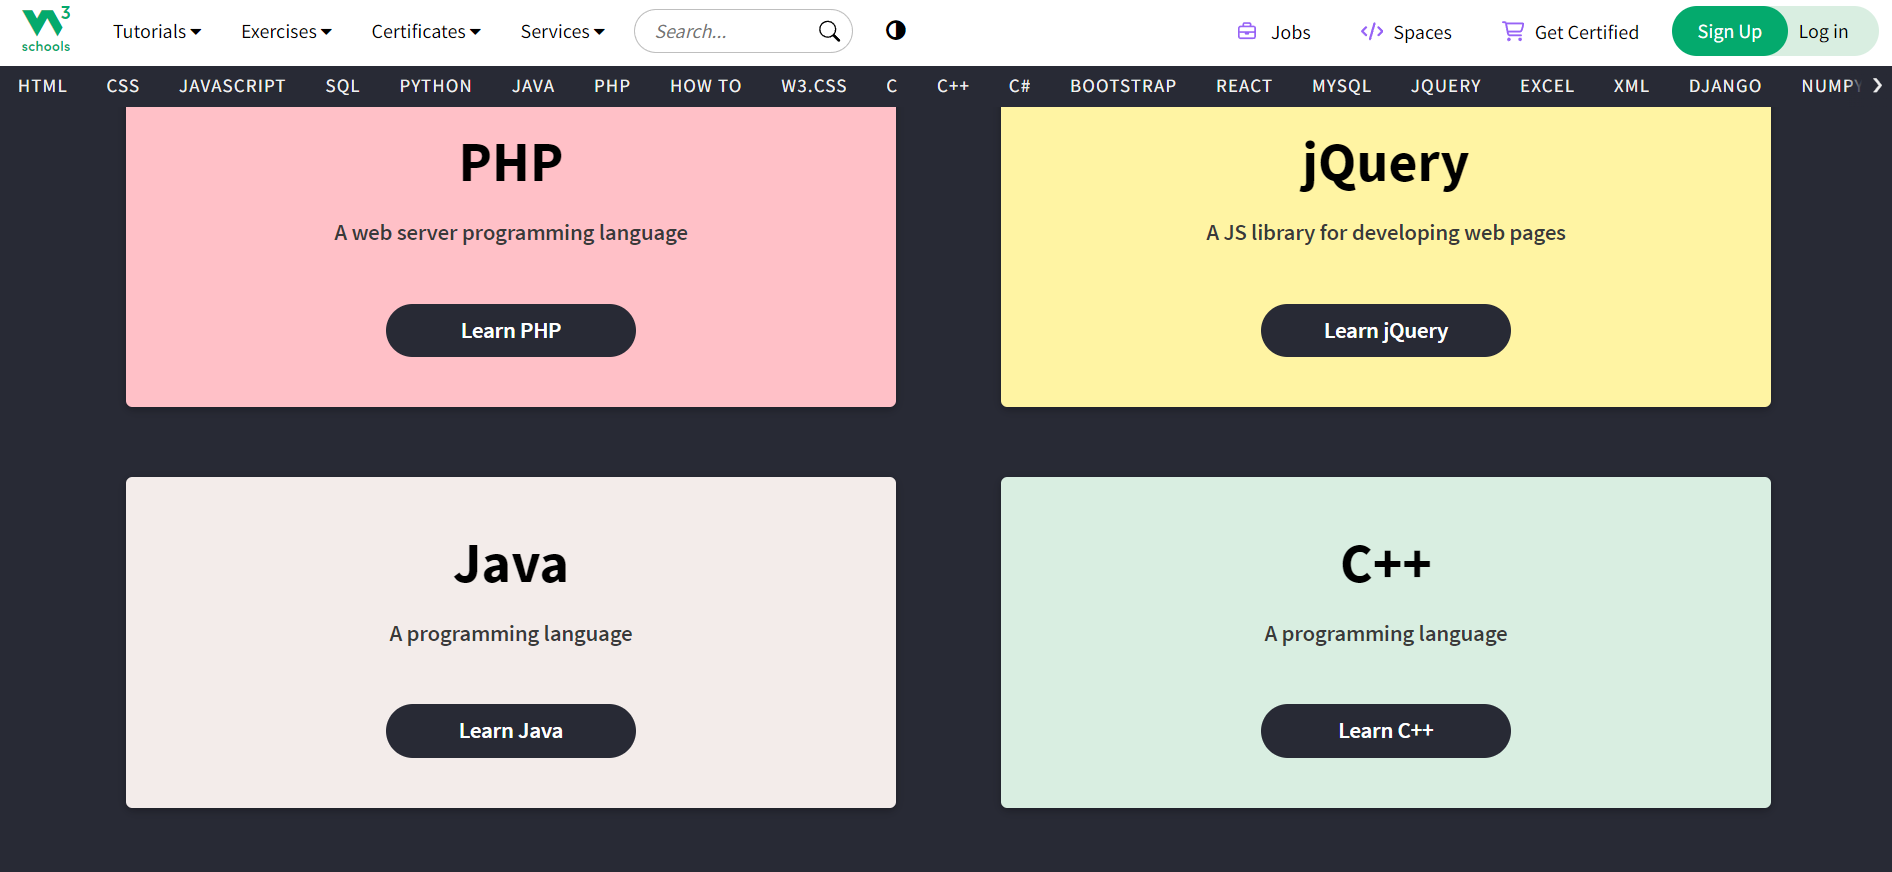 3
schools
Tutorials Exercises Certificates Services Search... Jobs Spaces Get Certified Sign Up Log in
HTML CSS JAVASCRIPT SQL PYTHON JAVA PHP HOW TO W3.CSS C C++ C# BOOTSTRAP REACT MYSQL JQUERY EXCEL XML DJANGO NUMPY
PHP
A web server programming language
Learn PHP
jQuery
A JS library for developing web pages
Learn jQuery
Java
A programming language
Learn Java
C++
A programming language
Learn C++